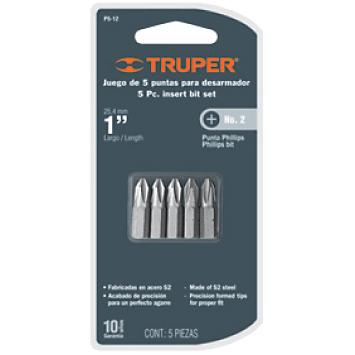 PS-12
TRUPER
Juego de 5 puntas para desarmador
5 Pc. insert bit set
25.4 mm
1”
Largo / Length
No. 2
Punta Phillips
Phillips bit
• Fabricadas en acero S2
• Acabado de precisión
para un perfecto agarre
• Made of S2 steel
• Precision formed tips
for proper fit
10
Garantía
CONT: 5 PIEZAS